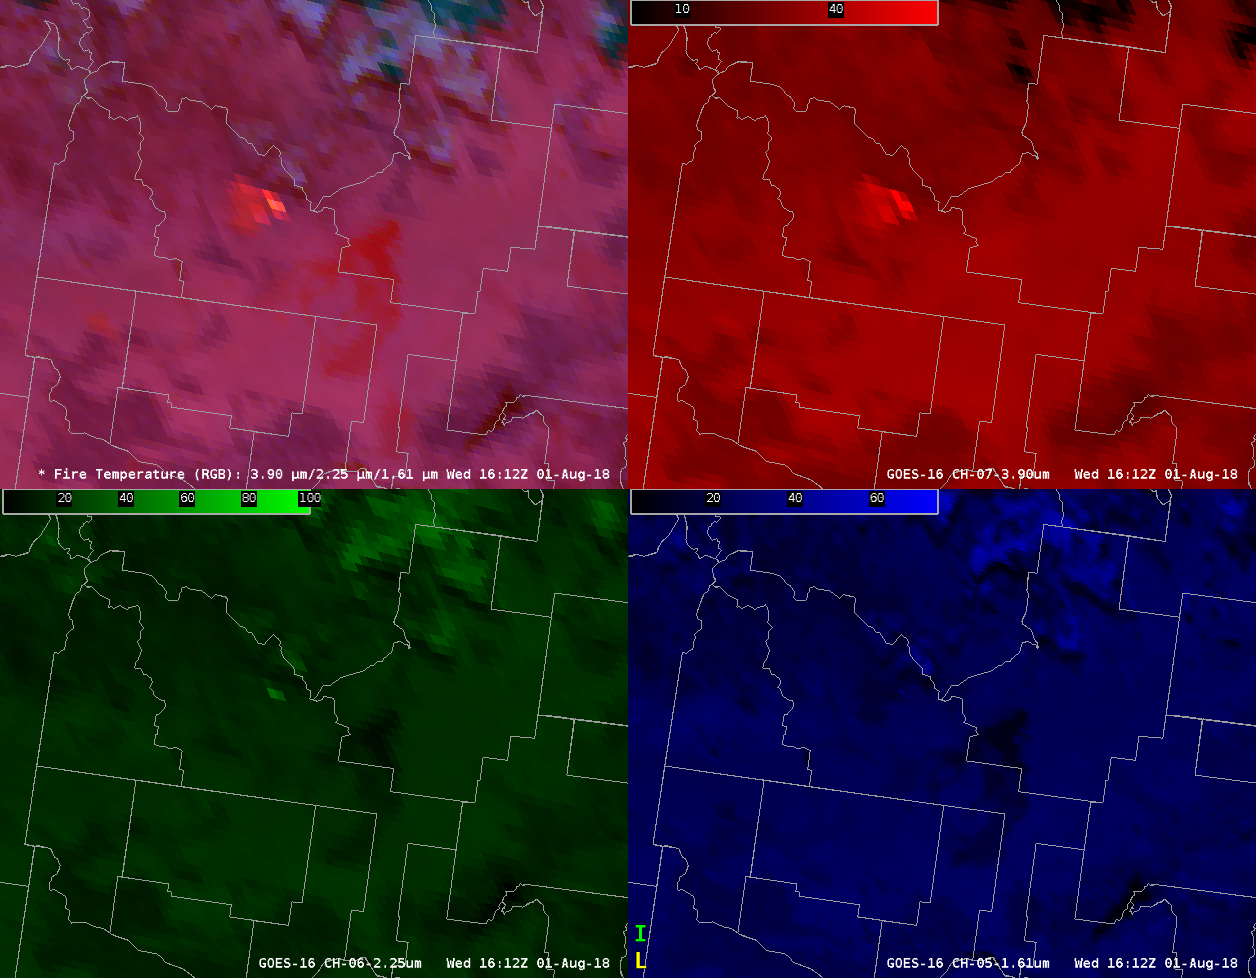 10 40
* Fire Temperature (RGB): 3.90 µm/2.25 µm/1.61 µm Wed 16:12Z 01-Aug-18
GOES-16 CH-07-3.90um Wed 16:12Z 01-Aug-18
20 40 60 80 100
20 40 60
I
L
GOES-16 CH-06-2.25um Wed 16:12Z 01-Aug-18
GOES-16 CH-05-1.61um Wed 16:12Z 01-Aug-18